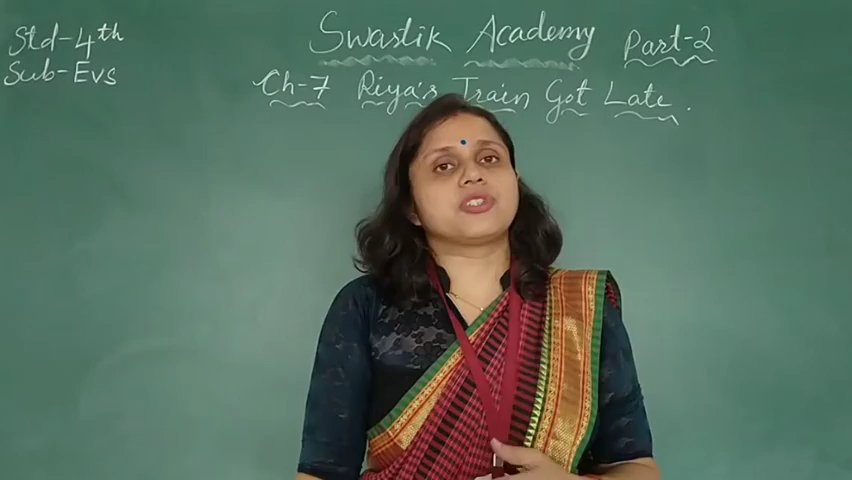 Std-4th
Sub-Evs
Swastik Academy Part-2
Ch-7 Riya's Train Got Late.